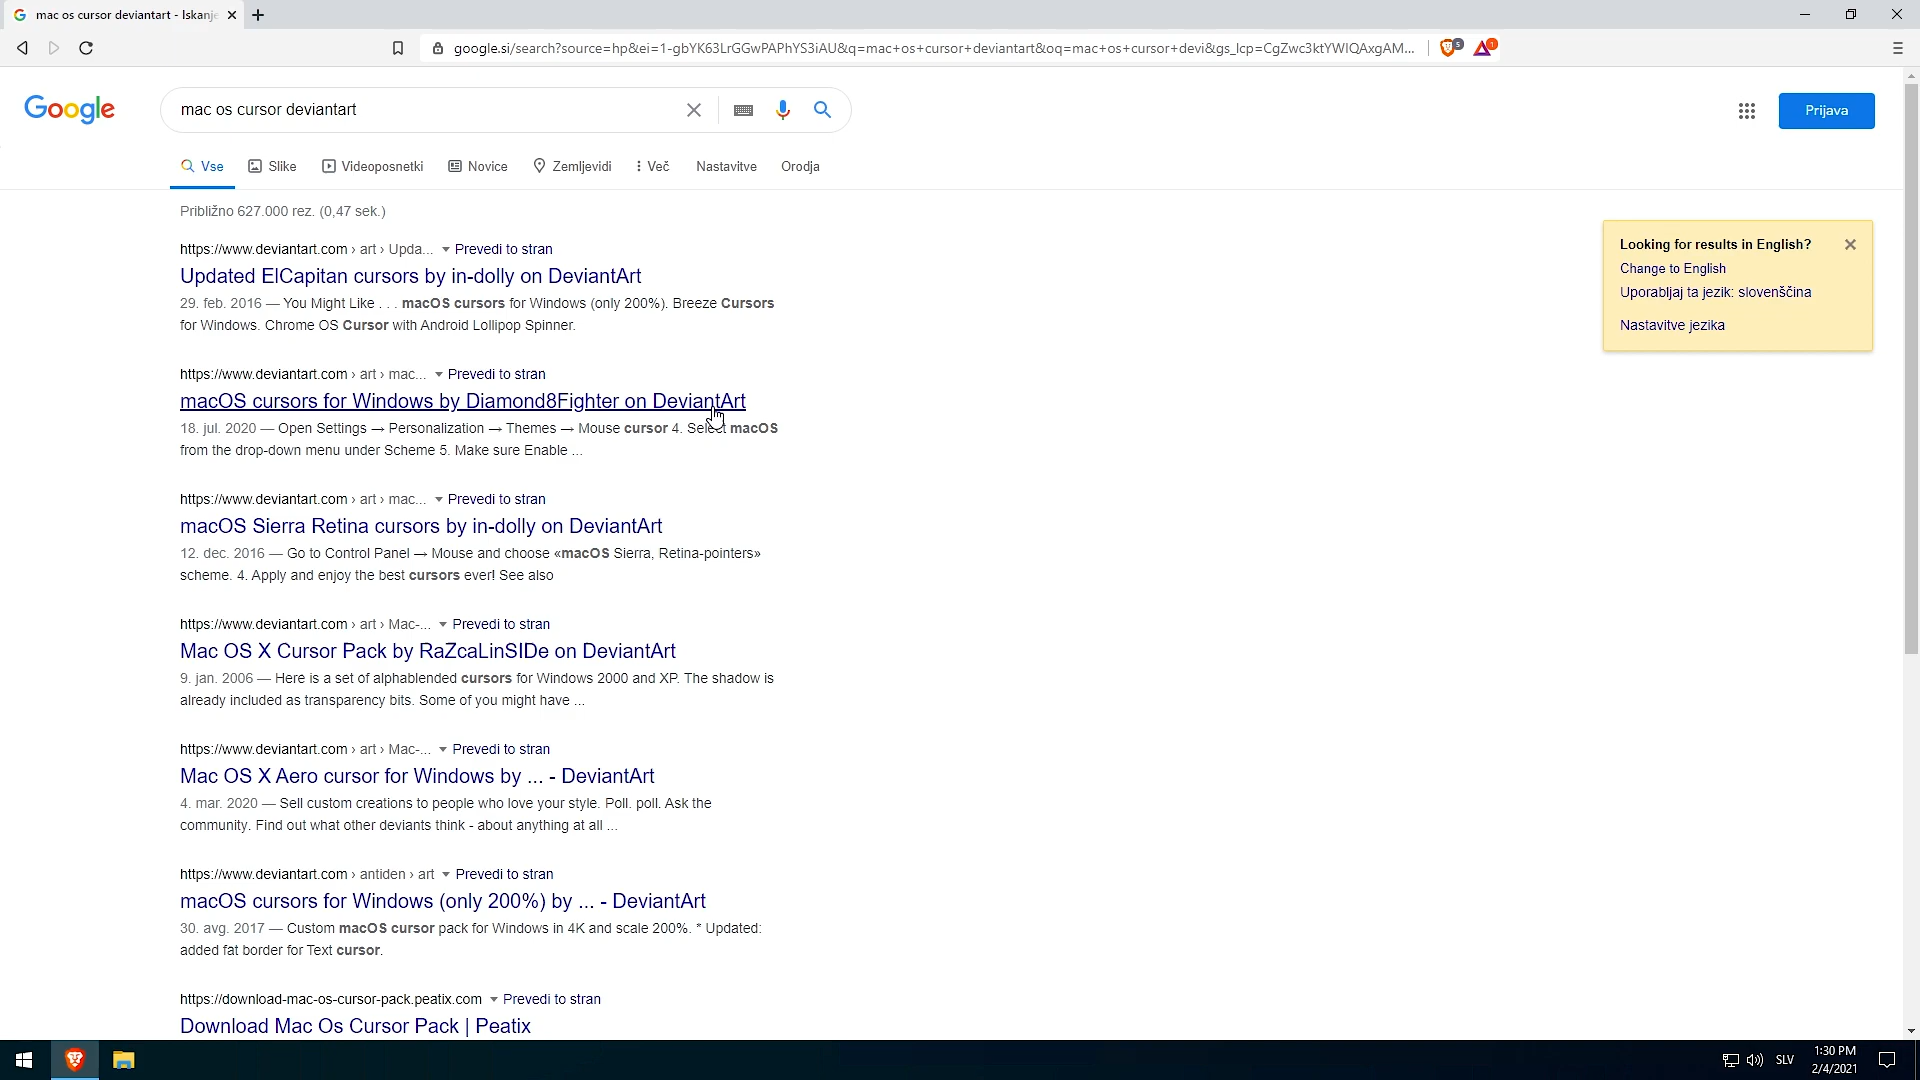 mac os cursor deviantart - Iskanje
google.si/search?source=hp&ei=1-gbYK63LrGGwPAPhYS3iAU&q=mac+os+cursor+deviantart&oq=mac+os+cursor+devi&gs_lcp=CgZwc3ktYWIQAxgAM...
5
1
Google
mac os cursor deviantart
Prijava
Vse
Slike
Videoposnetki
Novice
Zemljevidi
Več
Nastavitve
Orodja
Približno 627.000 rez. (0,47 sek.)
https://www.deviantart.com › art › Upda... Prevedi to stran
Updated ElCapitan cursors by in-dolly on DeviantArt
29. feb. 2016 — You Might Like . . . macOS cursors for Windows (only 200%). Breeze Cursors
for Windows. Chrome OS Cursor with Android Lollipop Spinner.
https://www.deviantart.com › art › mac... Prevedi to stran
macOS cursors for Windows by Diamond8Fighter on DeviantArt
18. jul. 2020 — Open Settings → Personalization → Themes → Mouse cursor 4. Select macOS
from the drop-down menu under Scheme 5. Make sure Enable ...
https://www.deviantart.com › art › mac... Prevedi to stran
macOS Sierra Retina cursors by in-dolly on DeviantArt
12. dec. 2016 — Go to Control Panel → Mouse and choose «macOS Sierra, Retina-pointers»
scheme. 4. Apply and enjoy the best cursors ever! See also
https://www.deviantart.com › art › Mac-... Prevedi to stran
Mac OS X Cursor Pack by RaZcaLinSIDe on DeviantArt
9. jan. 2006 — Here is a set of alphablended cursors for Windows 2000 and XP. The shadow is
already included as transparency bits. Some of you might have ...
https://www.deviantart.com › art › Mac-... Prevedi to stran
Mac OS X Aero cursor for Windows by ... - DeviantArt
4. mar. 2020 — Sell custom creations to people who love your style. Poll. poll. Ask the
community. Find out what other deviants think - about anything at all ...
https://www.deviantart.com › antiden › art Prevedi to stran
macOS cursors for Windows (only 200%) by ... - DeviantArt
30. avg. 2017 — Custom macOS cursor pack for Windows in 4K and scale 200%. * Updated:
added fat border for Text cursor.
https://download-mac-os-cursor-pack.peatix.com Prevedi to stran
Download Mac Os Cursor Pack | Peatix
Looking for results in English?
Change to English
Uporabljaj ta jezik: slovenščina
Nastavitve jezika
SLV
1:30 PM
2/4/2021